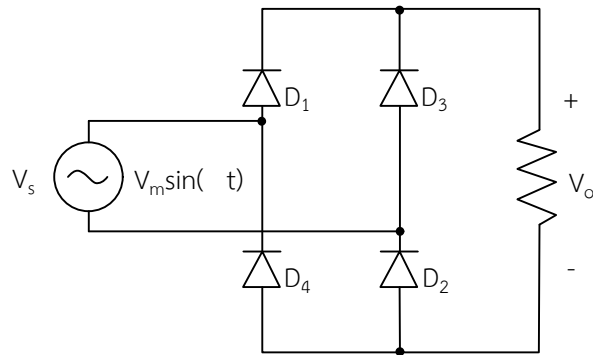 D₁
D₃
+
Vₛ
Vₘsin(  t)
Vₒ
D₄
D₂
-